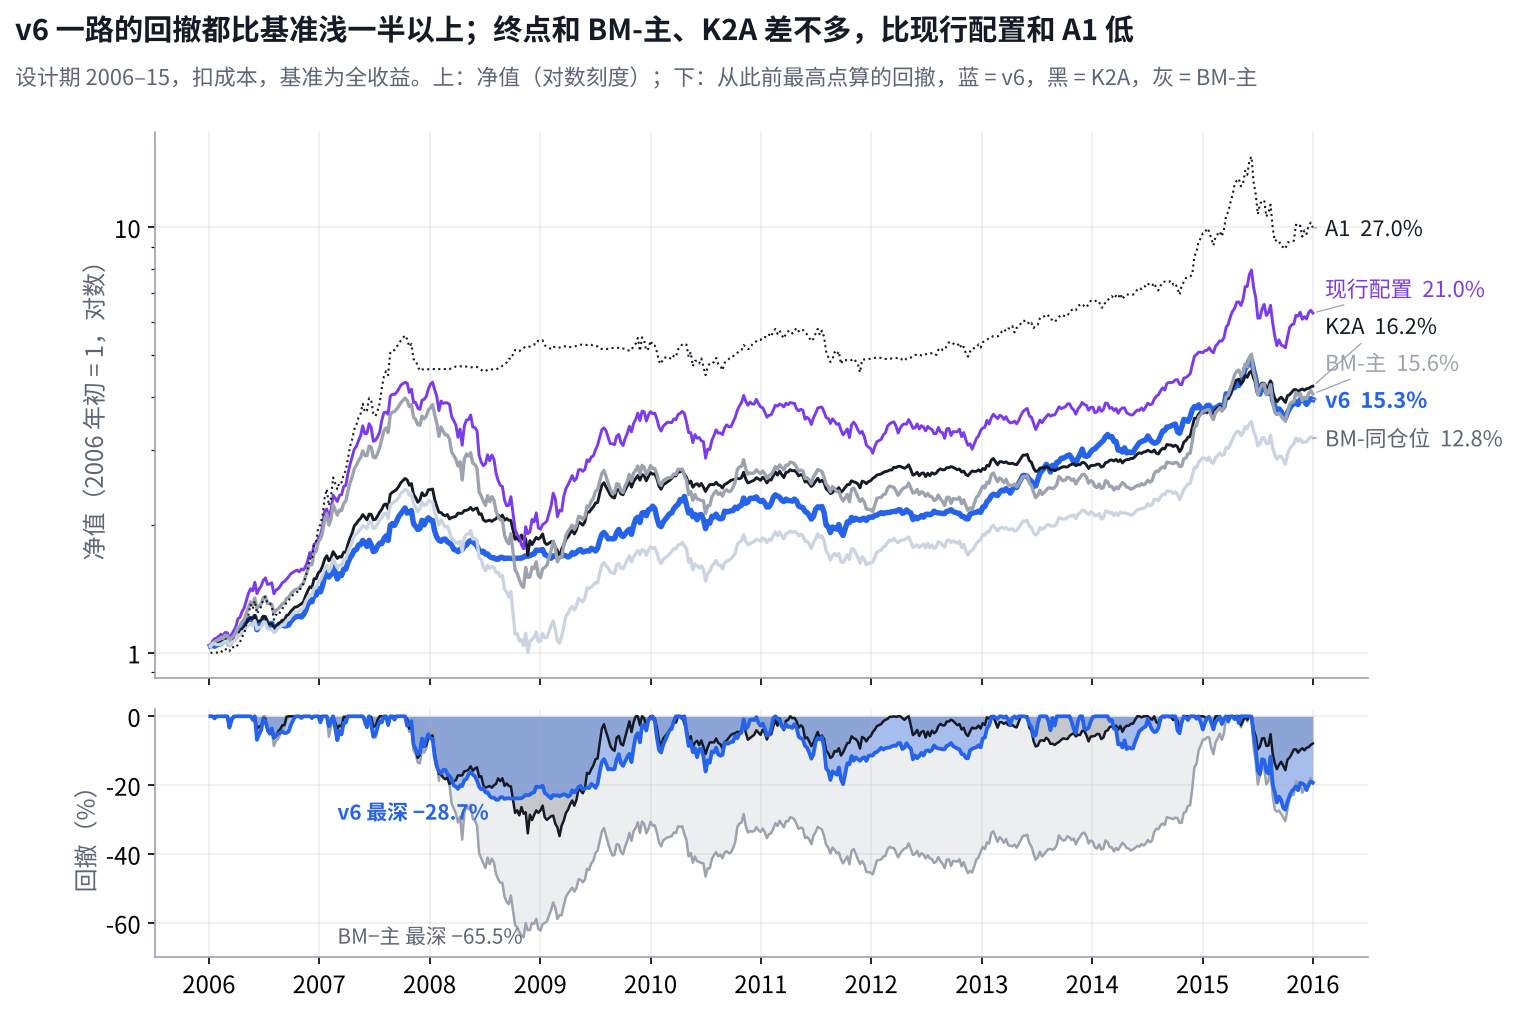 v6 一路的回撤都比基准浅一半以上；终点和 BM-主、K2A 差不多，比现行配置和 A1 低
设计期 2006–15，扣成本，基准为全收益。上：净值（对数刻度）；下：从此前最高点算的回撤，蓝 = v6，黑 = K2A，灰 = BM-主
净值（2006 年初 = 1，对数）
10
1
A1 27.0%
现行配置 21.0%
K2A 16.2%
BM-主 15.6%
v6 15.3%
BM-同仓位 12.8%
回撤（%）
0
-20
-40
-60
v6 最深 −28.7%
BM−主 最深 −65.5%
2006 2007 2008 2009 2010 2011 2012 2013 2014 2015 2016